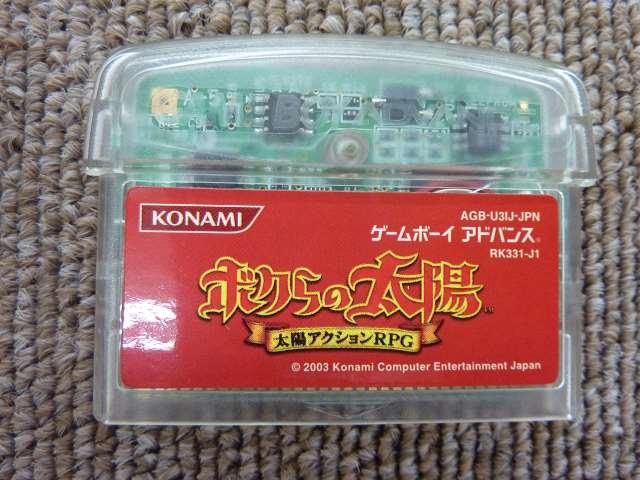 KONAMI
AGB-U3IJ-JPN
ゲームボーイ アドバンス®
RK331-J1
ボクらの太陽™
太陽アクションRPG
© 2003 Konami Computer Entertainment Japan